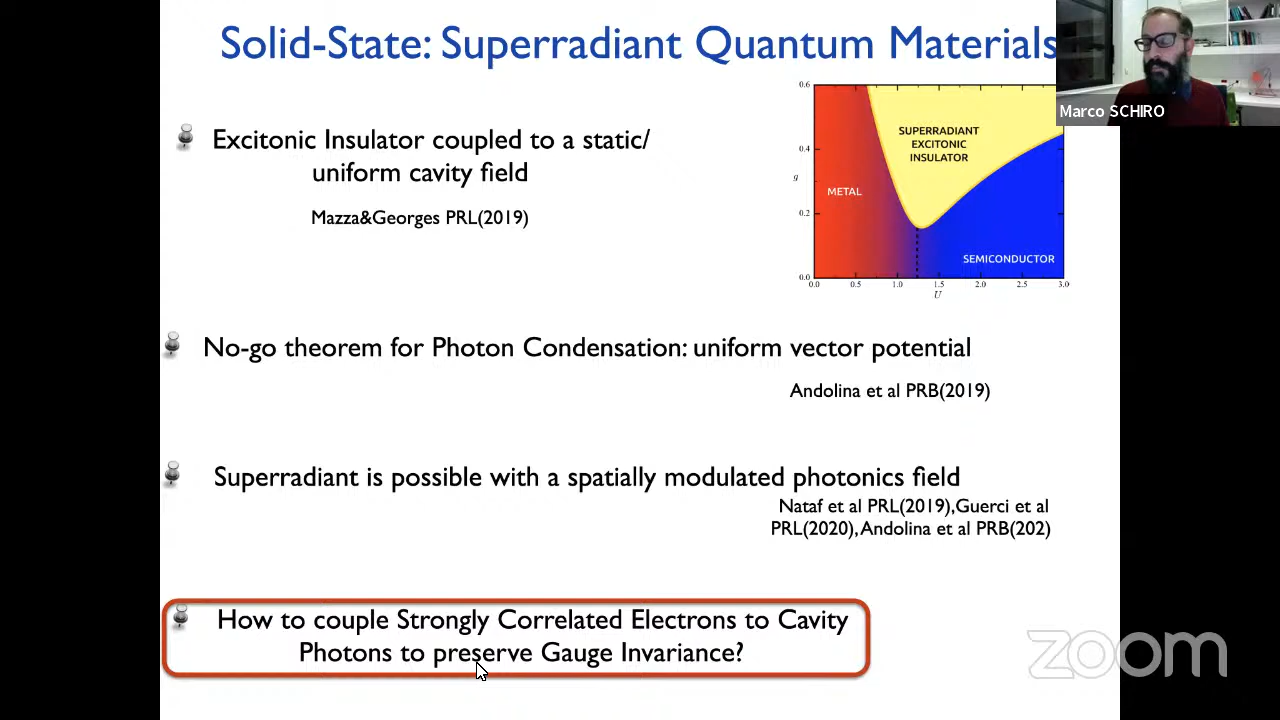 Solid-State: Superradiant Quantum Materials
Marco SCHIRO
Excitonic Insulator coupled to a static/
uniform cavity field
Mazza&Georges PRL(2019)
0.6
0.4
0.2
0.0
g
SUPERRADIANT
EXCITONIC
INSULATOR
METAL
SEMICONDUCTOR
0.0 0.5 1.0 1.5 2.0 2.5 3.0
U
No-go theorem for Photon Condensation: uniform vector potential
Andolina et al PRB(2019)
Superradiant is possible with a spatially modulated photonics field
Nataf et al PRL(2019),Guerci et al
PRL(2020),Andolina et al PRB(202)
How to couple Strongly Correlated Electrons to Cavity
Photons to preserve Gauge Invariance?
zoom